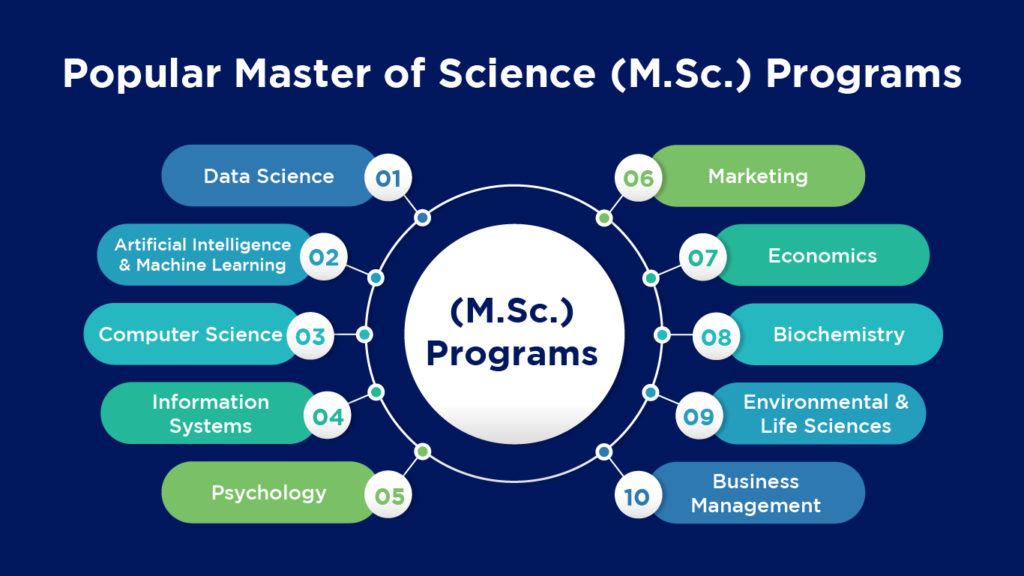 Popular Master of Science (M.Sc.) Programs
Data Science
01
Artificial Intelligence
& Machine Learning
02
Computer Science
03
Information
Systems
04
Psychology
05
(M.Sc.)
Programs
06
Marketing
07
Economics
08
Biochemistry
09
Environmental &
Life Sciences
10
Business
Management